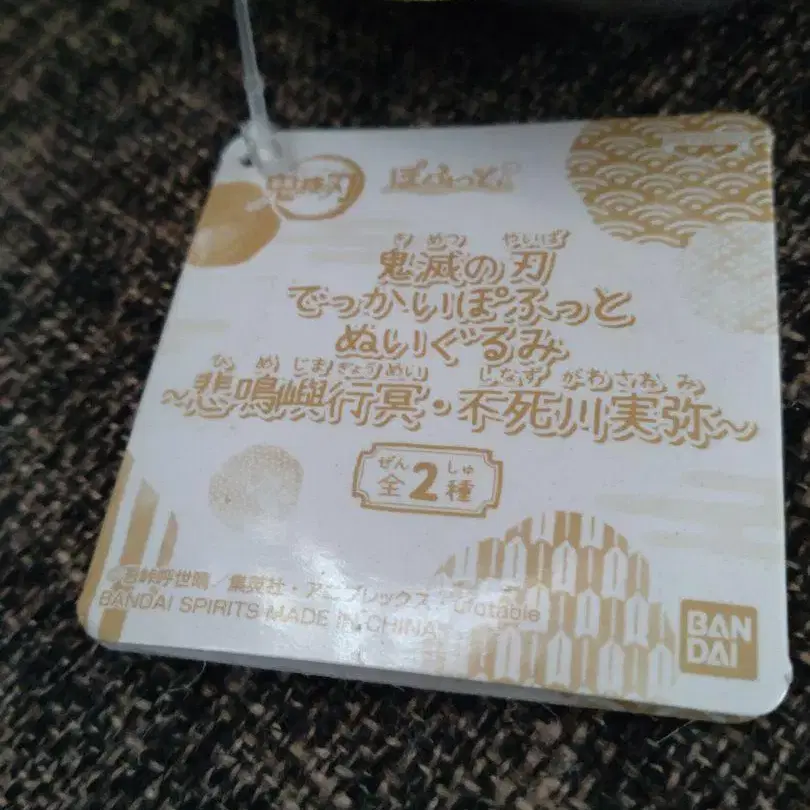 鬼滅刃 ぽふっと
き めつ やいば
鬼滅の刃
でっかいぽふっと
ぬいぐるみ
ひ め じま ぎょう めい しなず がわ さね み
~悲鳴嶼行冥・不死川実弥~
ぜん しゅ
全2種
吾峠呼世晴/集英社・アニプレックス・ufotable
BANDAI SPIRITS MADE IN CHINA
BAN
DAI